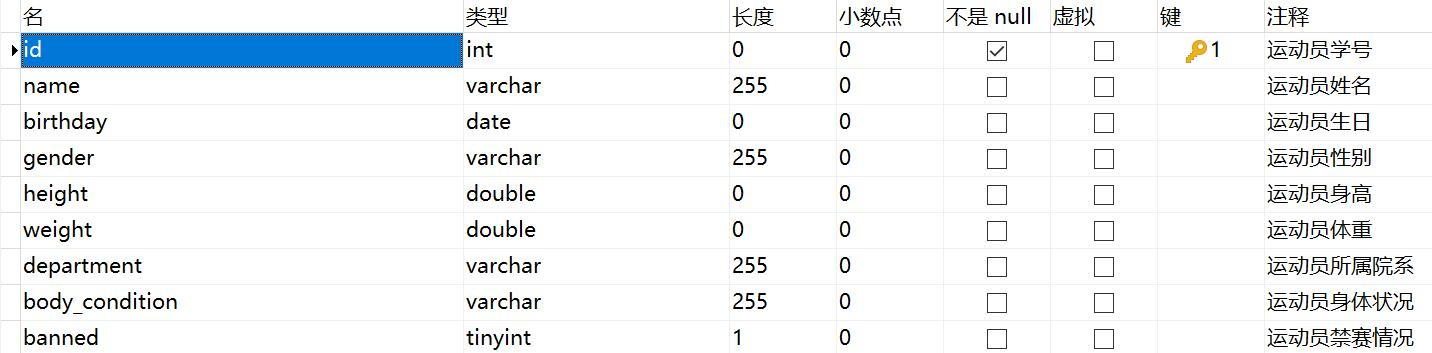 名 类型 长度 小数点 不是 null 虚拟 键 注释
id int 0 0 1 运动员学号
name varchar 255 0 运动员姓名
birthday date 0 0 运动员生日
gender varchar 255 0 运动员性别
height double 0 0 运动员身高
weight double 0 0 运动员体重
department varchar 255 0 运动员所属院系
body_condition varchar 255 0 运动员身体状况
banned tinyint 1 0 运动员禁赛情况